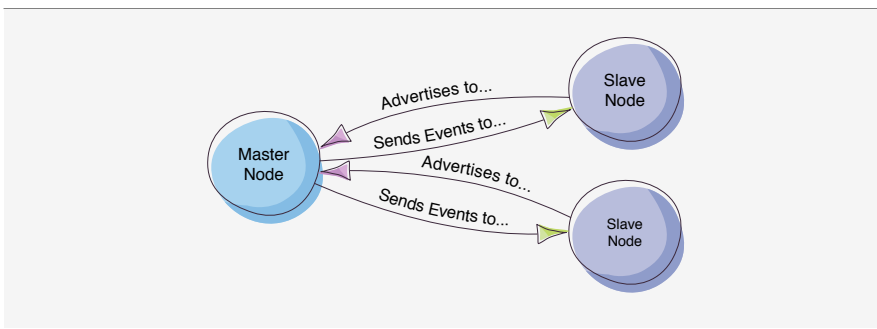 Slave
Node
Advertises to...
Sends Events to...
Master
Node
Advertises to...
Sends Events to...
Slave
Node